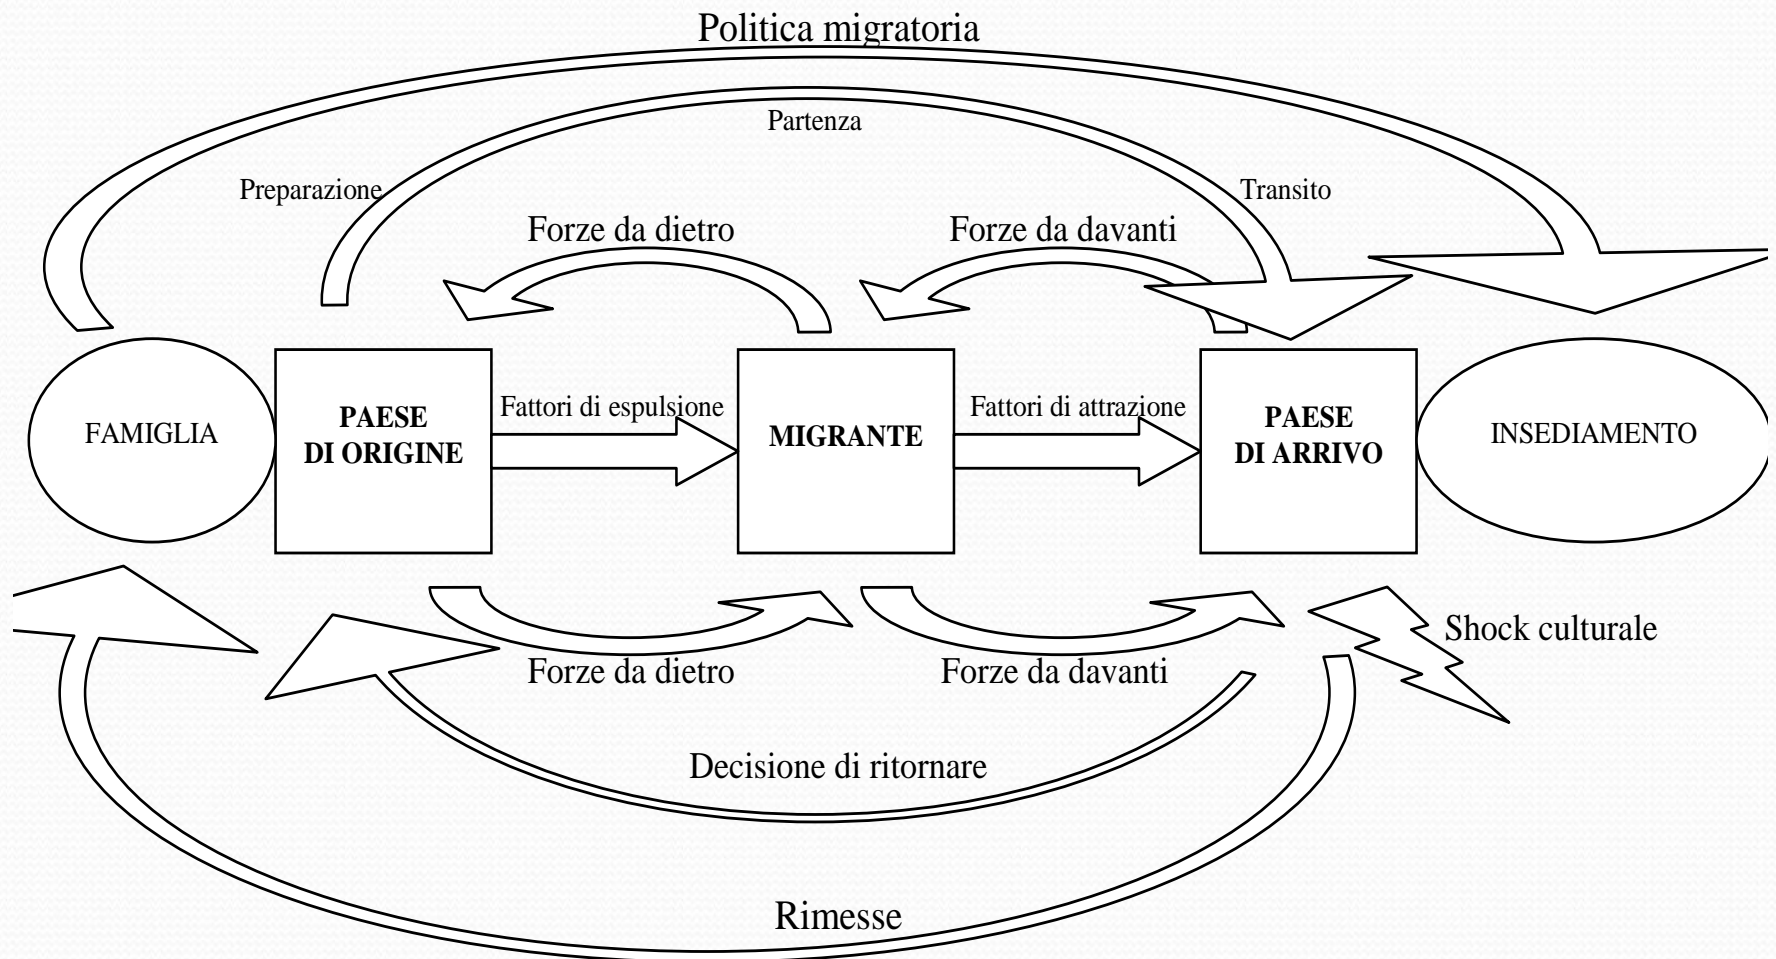 Politica migratoria
Partenza
Preparazione
Transito
Forze da dietro
Forze da davanti
FAMIGLIA
PAESE
DI ORIGINE
Fattori di espulsione
MIGRANTE
Fattori di attrazione
PAESE
DI ARRIVO
INSEDIAMENTO
Shock culturale
Forze da dietro
Forze da davanti
Decisione di ritornare
Rimesse